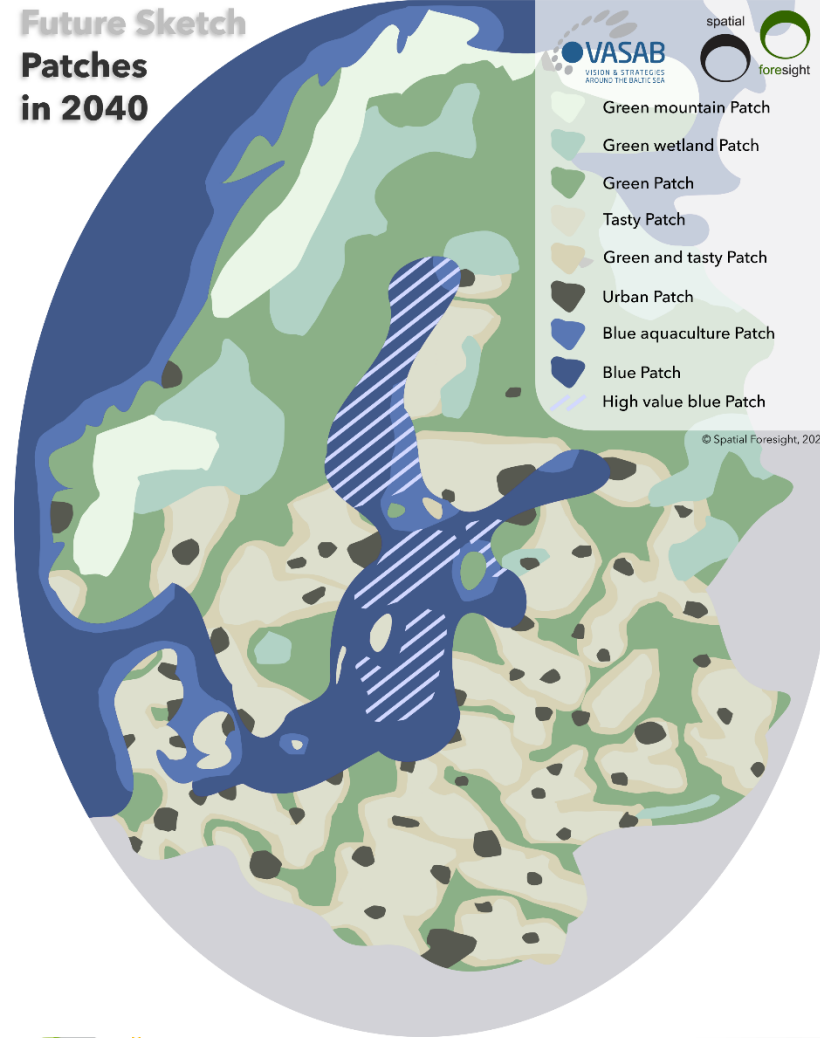 Future Sketch
Patches
in 2040
VASAB
VISION & STRATEGIES
AROUND THE BALTIC SEA
spatial
foresight
Green mountain Patch
Green wetland Patch
Green Patch
Tasty Patch
Green and tasty Patch
Urban Patch
Blue aquaculture Patch
Blue Patch
High value blue Patch
© Spatial Foresight, 202